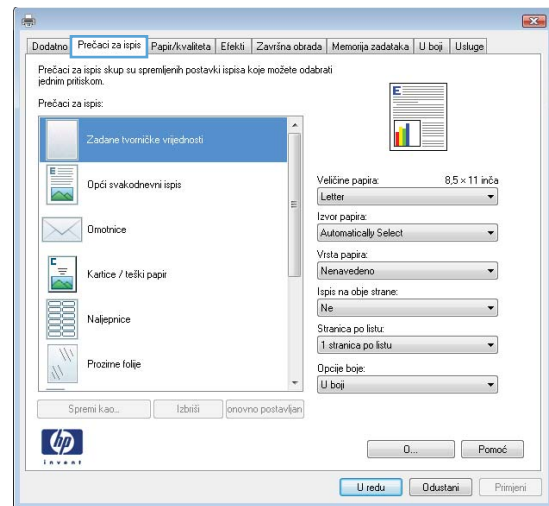 Dodatno Prečaci za ispis Papir/kvaliteta Efekti Završna obrada Memorija zadataka U boji Usluge
Prečaci za ispis skup su spremljenih postavki ispisa koje možete odabrati
jednim pritiskom.
Prečaci za ispis:
Zadane tvorničke vrijednosti
Opći svakodnevni ispis
Omotnice
Kartice / teški papir
Naljepnice
Prozirne folije
Spremi kao... Izbriši onovno postavljan
E
Veličine papira: 8,5 × 11 inča
Letter
Izvor papira:
Automatically Select
Vrsta papira:
Nenavedeno
Ispis na obje strane:
Ne
Stranica po listu:
1 stranica po listu
Opcije boje:
U boji
hp
invent
O... Pomoć
U redu Odustani Primjeni